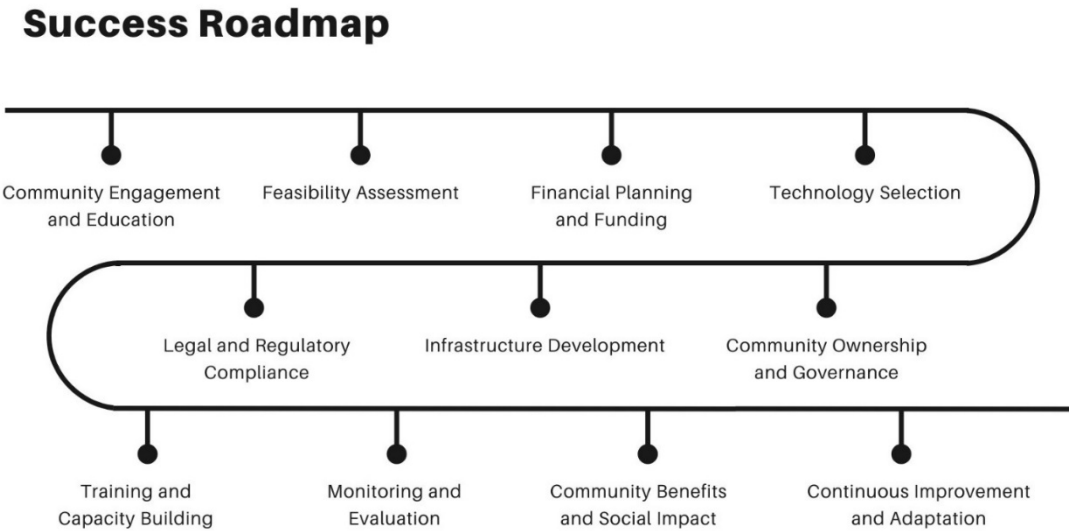 Success Roadmap
Community Engagement
and Education
Feasibility Assessment
Financial Planning
and Funding
Technology Selection
Legal and Regulatory
Compliance
Infrastructure Development
Community Ownership
and Governance
Training and
Capacity Building
Monitoring and
Evaluation
Community Benefits
and Social Impact
Continuous Improvement
and Adaptation